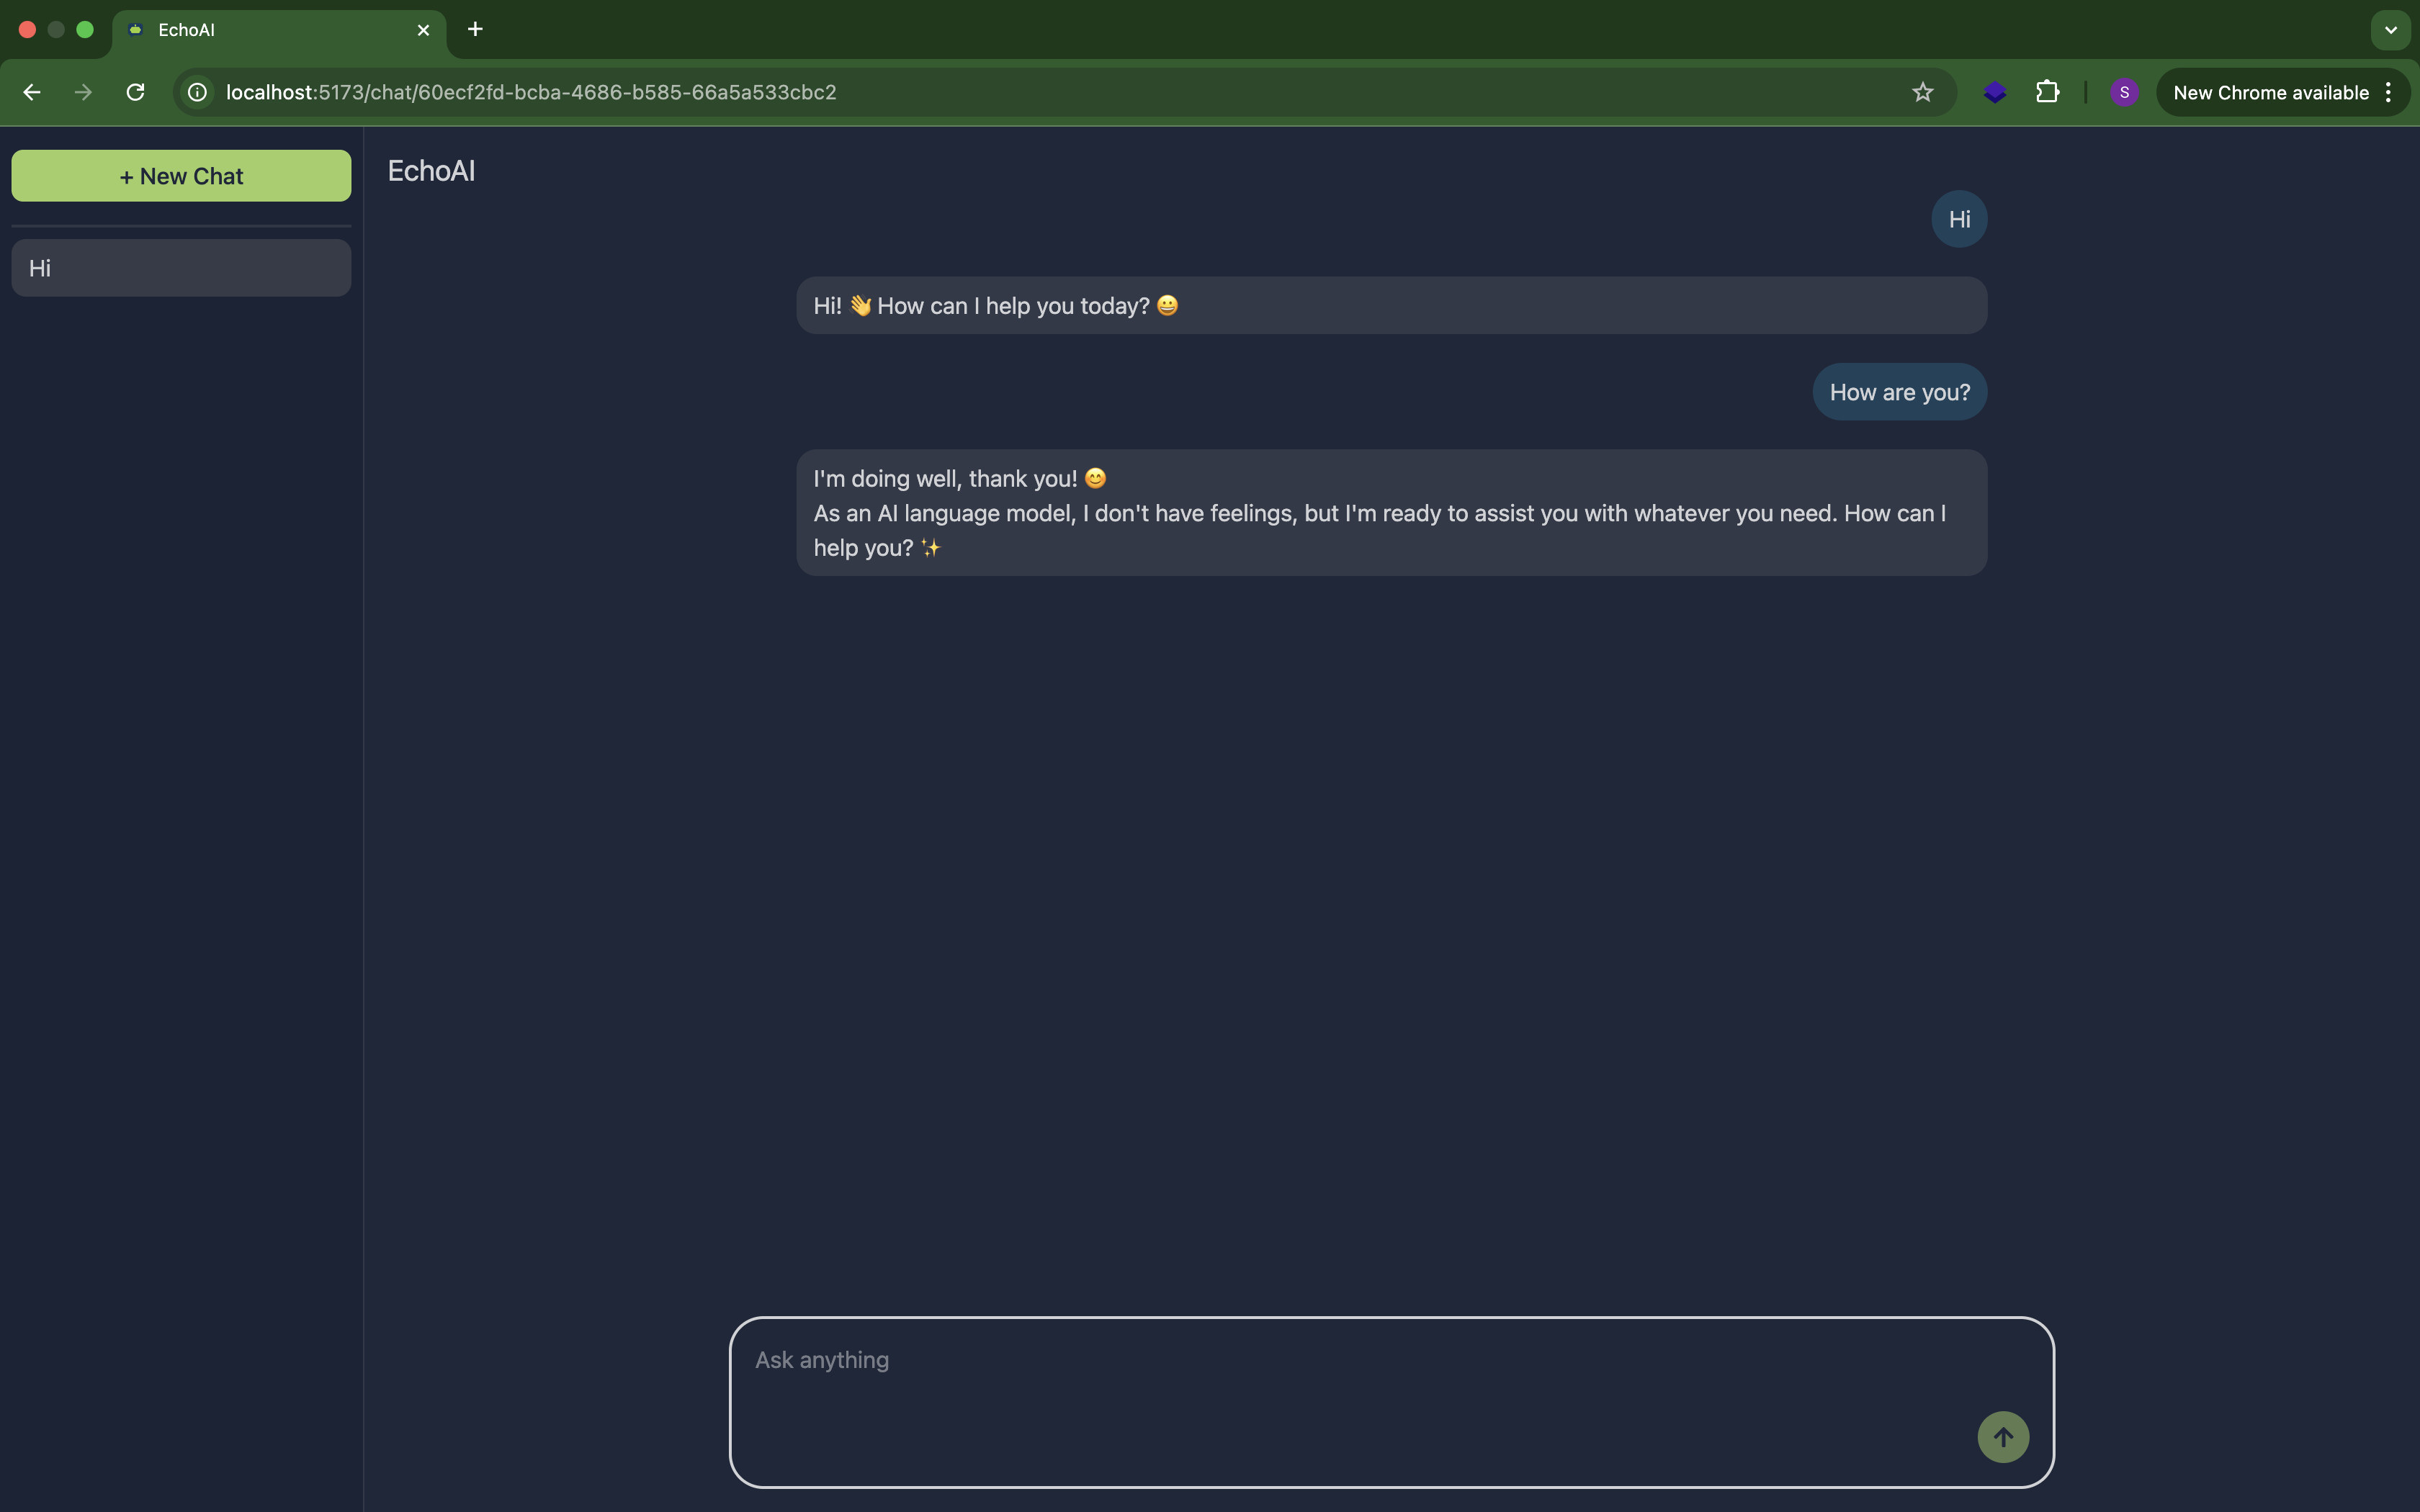 EchoAI
localhost:5173/chat/60ecf2fd-bcba-4686-b585-66a5a533cbc2
S
New Chrome available
+ New Chat
Hi
EchoAI
Hi
Hi! 👋 How can I help you today? 😀
How are you?
I'm doing well, thank you! 😊
As an AI language model, I don't have feelings, but I'm ready to assist you with whatever you need. How can I
help you? ✨
Ask anything